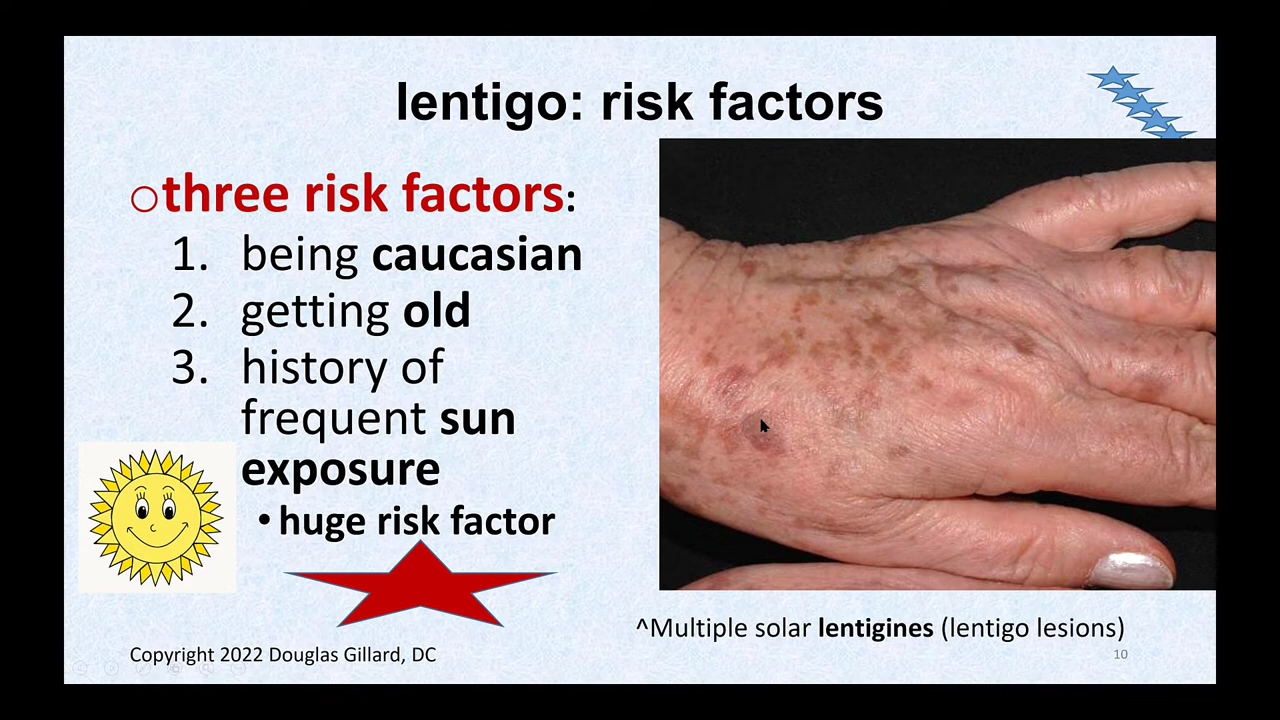 lentigo: risk factors
○three risk factors:
1. being caucasian
2. getting old
3. history of
frequent sun
exposure
• huge risk factor
^Multiple solar lentigines (lentigo lesions)
Copyright 2022 Douglas Gillard, DC
10